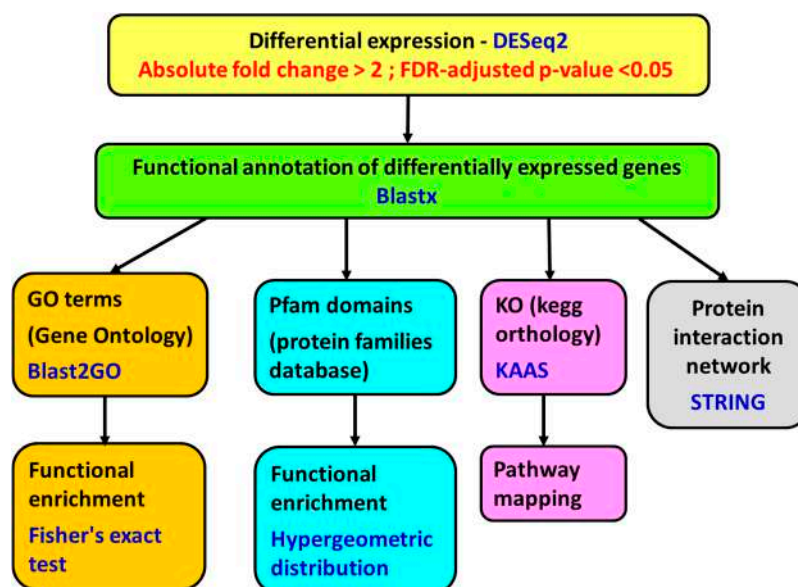 Differential expression - DESeq2
Absolute fold change > 2 ; FDR-adjusted p-value <0.05
Functional annotation of differentially expressed genes
Blastx
GO terms
(Gene Ontology)
Blast2GO
Pfam domains
(protein families
database)
KO (kegg
orthology)
KAAS
Protein
interaction
network
STRING
Functional
enrichment
Fisher's exact
test
Functional
enrichment
Hypergeometric
distribution
Pathway
mapping